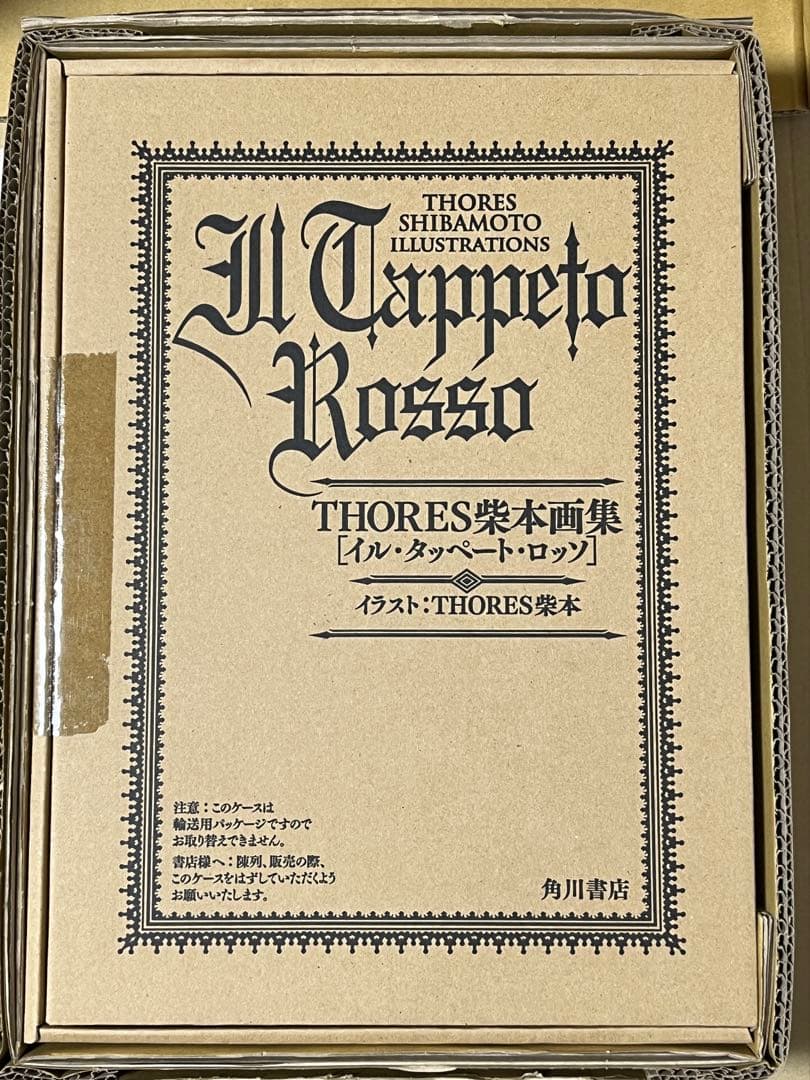 THORES
SHIBAMOTO
ILLUSTRATIONS
Il Tappeto
Rosso
THORES柴本画集
[イル・タッペート・ロッソ]
イラスト：THORES柴本
注意：このケースは
輸送用パッケージですので
お取り替えできません。
書店様へ：陳列、販売の際、
このケースをはずしていただくよう
お願いいたします。
角川書店